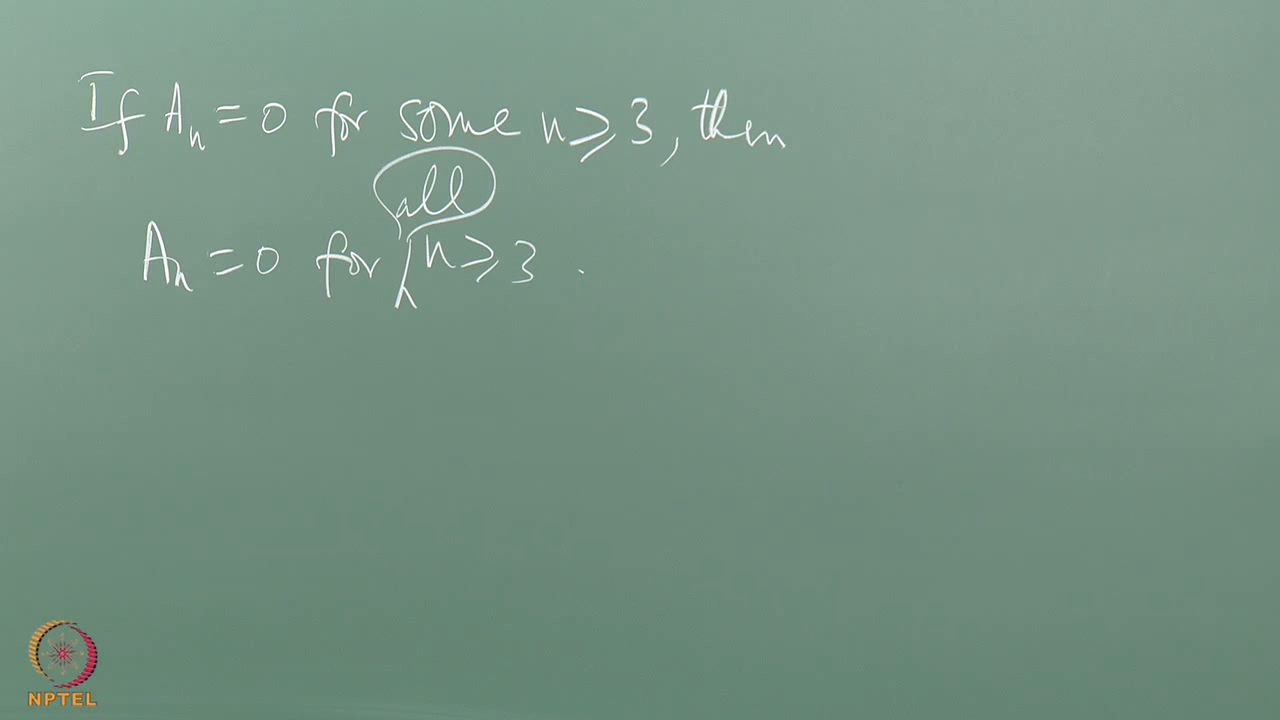 If Aₙ = 0 for some n ⩾ 3, then
all
Aₙ = 0 for n ⩾ 3 .
NPTEL